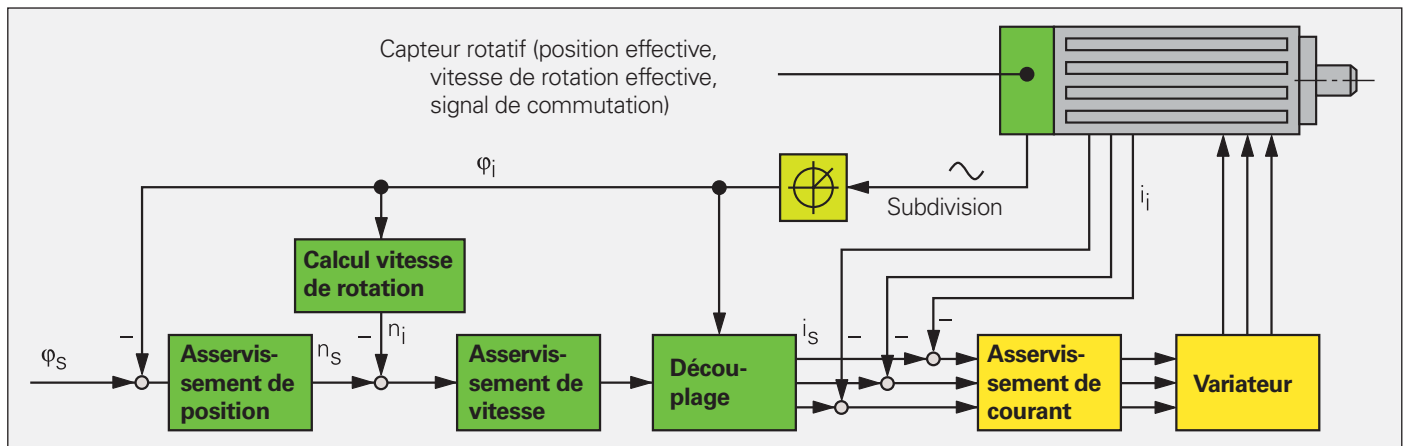 Capteur rotatif (position effective,
vitesse de rotation effective,
signal de commutation)
φi
Subdivision
ii
Calcul vitesse
de rotation
–
–
ni
is
–
–
–
φs
Asservis-
sement de
position
ns
Asservis-
sement de
vitesse
Décou-
plage
Asservis-
sement de
courant
Variateur